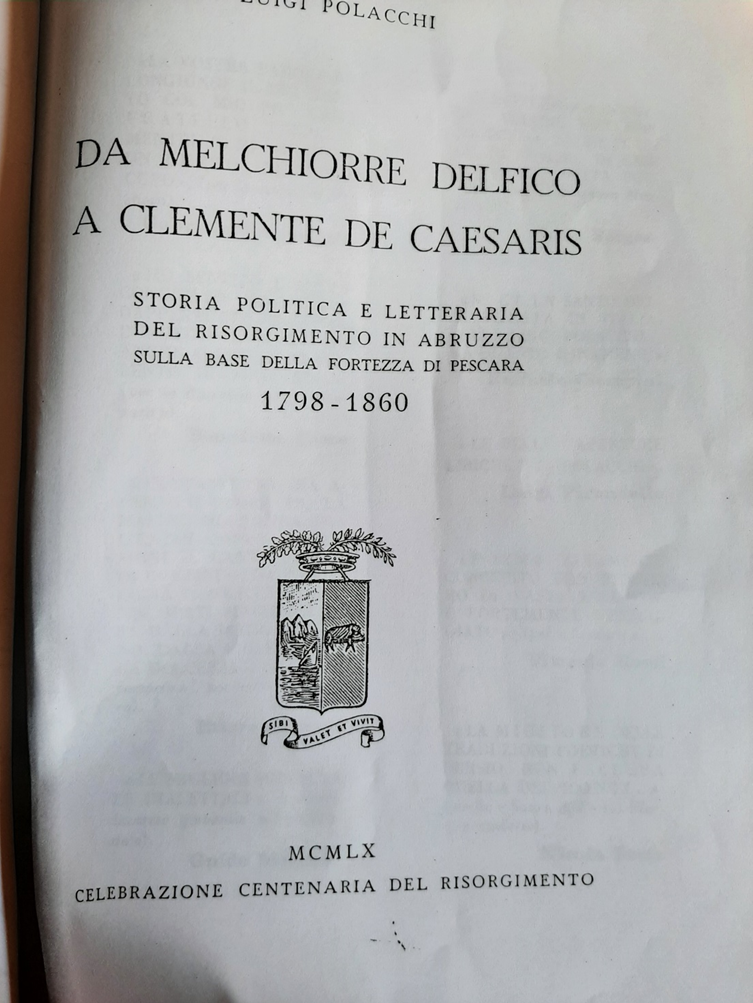 LUIGI POLACCHI
DA MELCHIORRE DELFICO
A CLEMENTE DE CAESARIS
STORIA POLITICA E LETTERARIA
DEL RISORGIMENTO IN ABRUZZO
SULLA BASE DELLA FORTEZZA DI PESCARA
1798-1860
SIBI VALET ET VIVIT
MCMLX
CELEBRAZIONE CENTENARIA DEL RISORGIMENTO